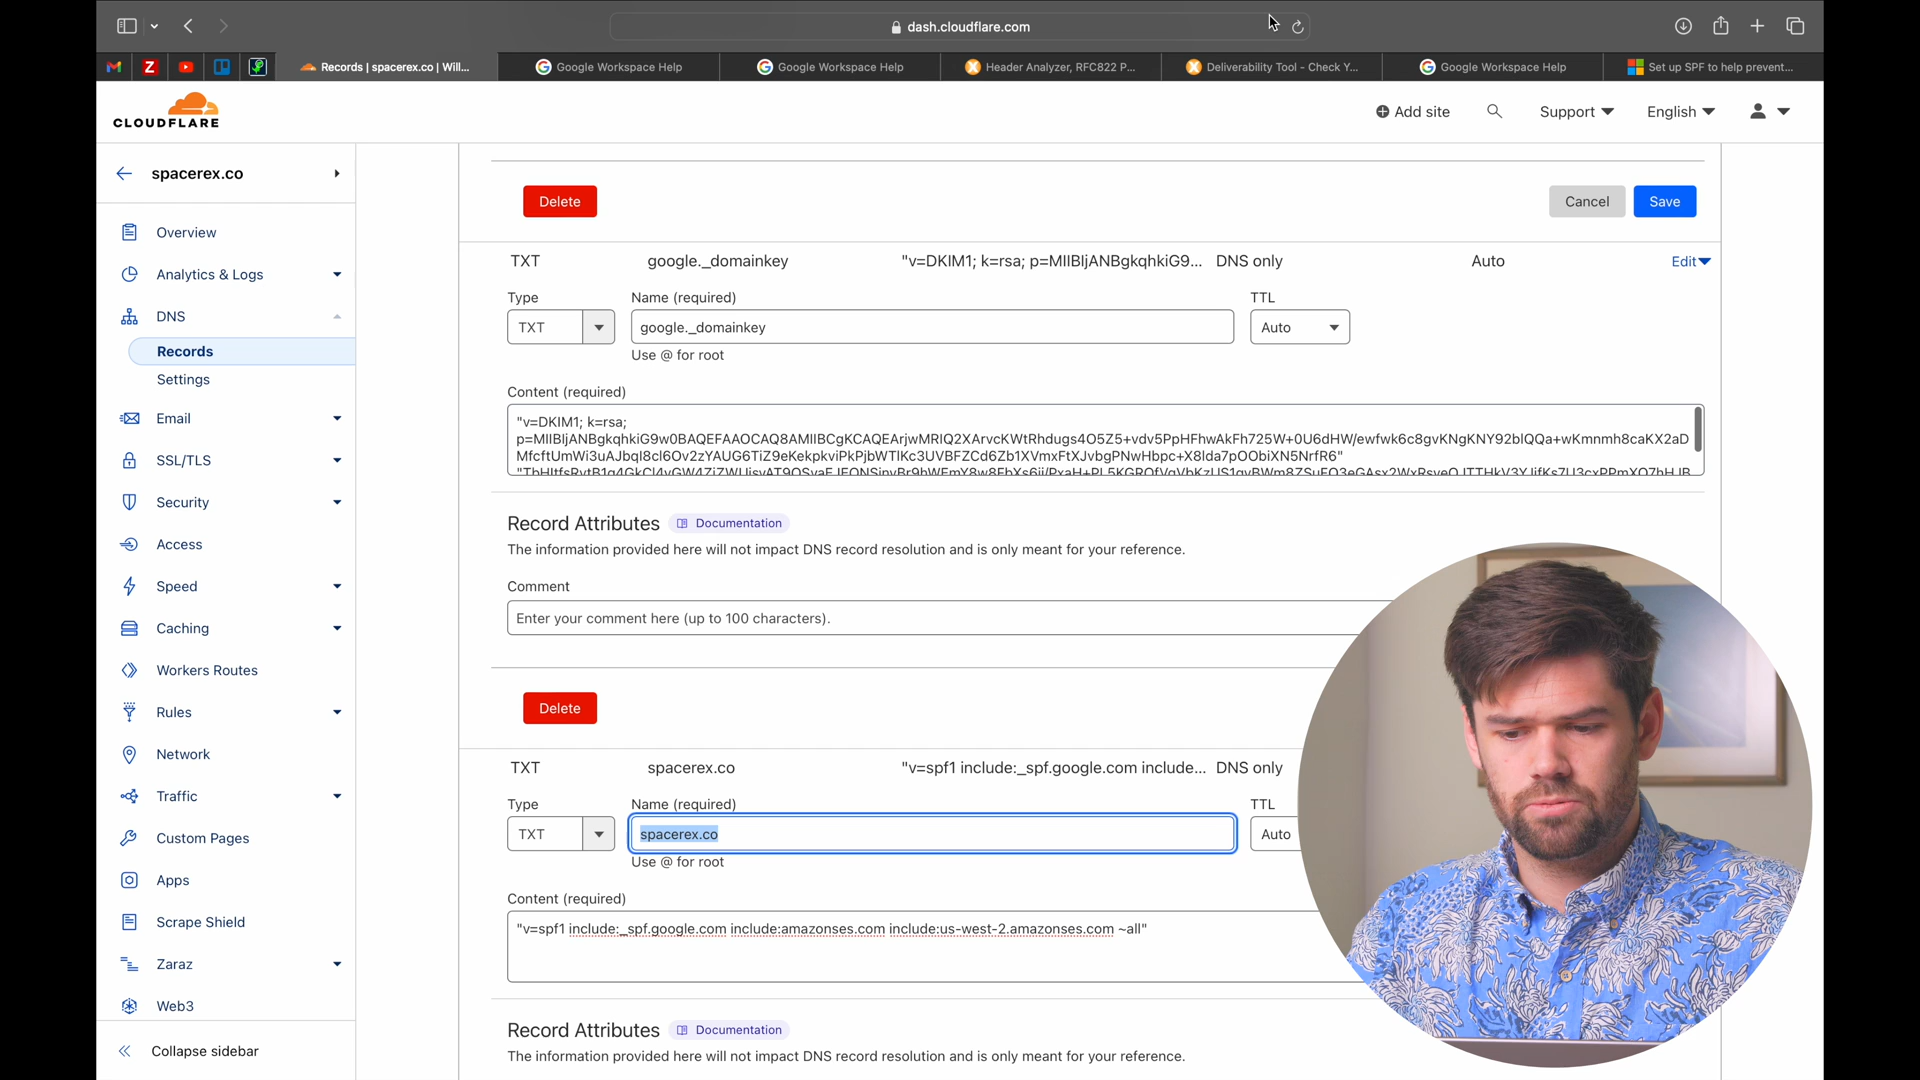 dash.cloudflare.com
Records | spacerex.co | Will...
Google Workspace Help
Google Workspace Help
Header Analyzer, RFC822 P...
Deliverability Tool - Check Y...
Google Workspace Help
Set up SPF to help prevent...
CLOUDFLARE
Add site
Support
English
spacerex.co
Overview
Analytics & Logs
DNS
Records
Settings
Email
SSL/TLS
Security
Access
Speed
Caching
Workers Routes
Rules
Network
Traffic
Custom Pages
Apps
Scrape Shield
Zaraz
Web3
Collapse sidebar
Delete
Cancel
Save
TXT google._domainkey "v=DKIM1; k=rsa; p=MIIBIjANBgkqhkiG9... DNS only Auto Edit
Type Name (required) TTL
TXT google._domainkey Auto
Use @ for root
Content (required)
"v=DKIM1; k=rsa;
Record Attributes Documentation
The information provided here will not impact DNS record resolution and is only meant for your reference.
Comment
Enter your comment here (up to 100 characters).
Delete
TXT spacerex.co "v=spf1 include:_spf.google.com include... DNS only
Type Name (required) TTL
TXT spacerex.co Auto
Use @ for root
Content (required)
"v=spf1 include:_spf.google.com include:amazonses.com include:us-west-2.amazonses.com ~all"
Record Attributes Documentation
The information provided here will not impact DNS record resolution and is only meant for your reference.